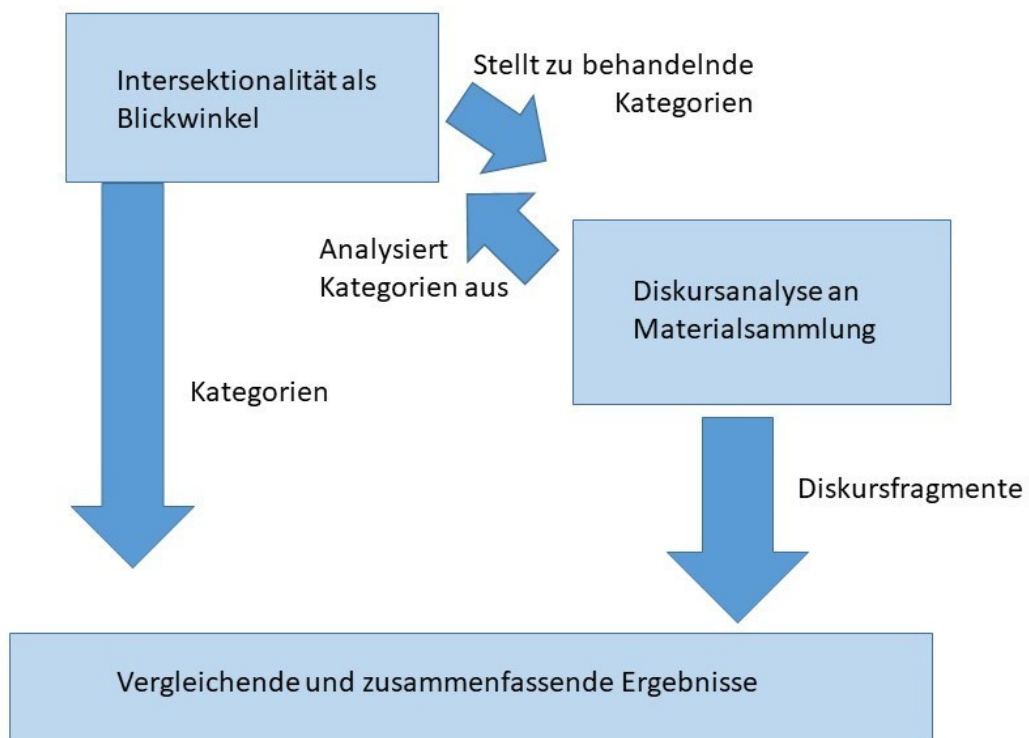 Intersektionalität als
Blickwinkel
Stellt zu behandelnde
Kategorien
Analysiert
Kategorien aus
Diskursanalyse an
Materialsammlung
Kategorien
Diskursfragmente
Vergleichende und zusammenfassende Ergebnisse